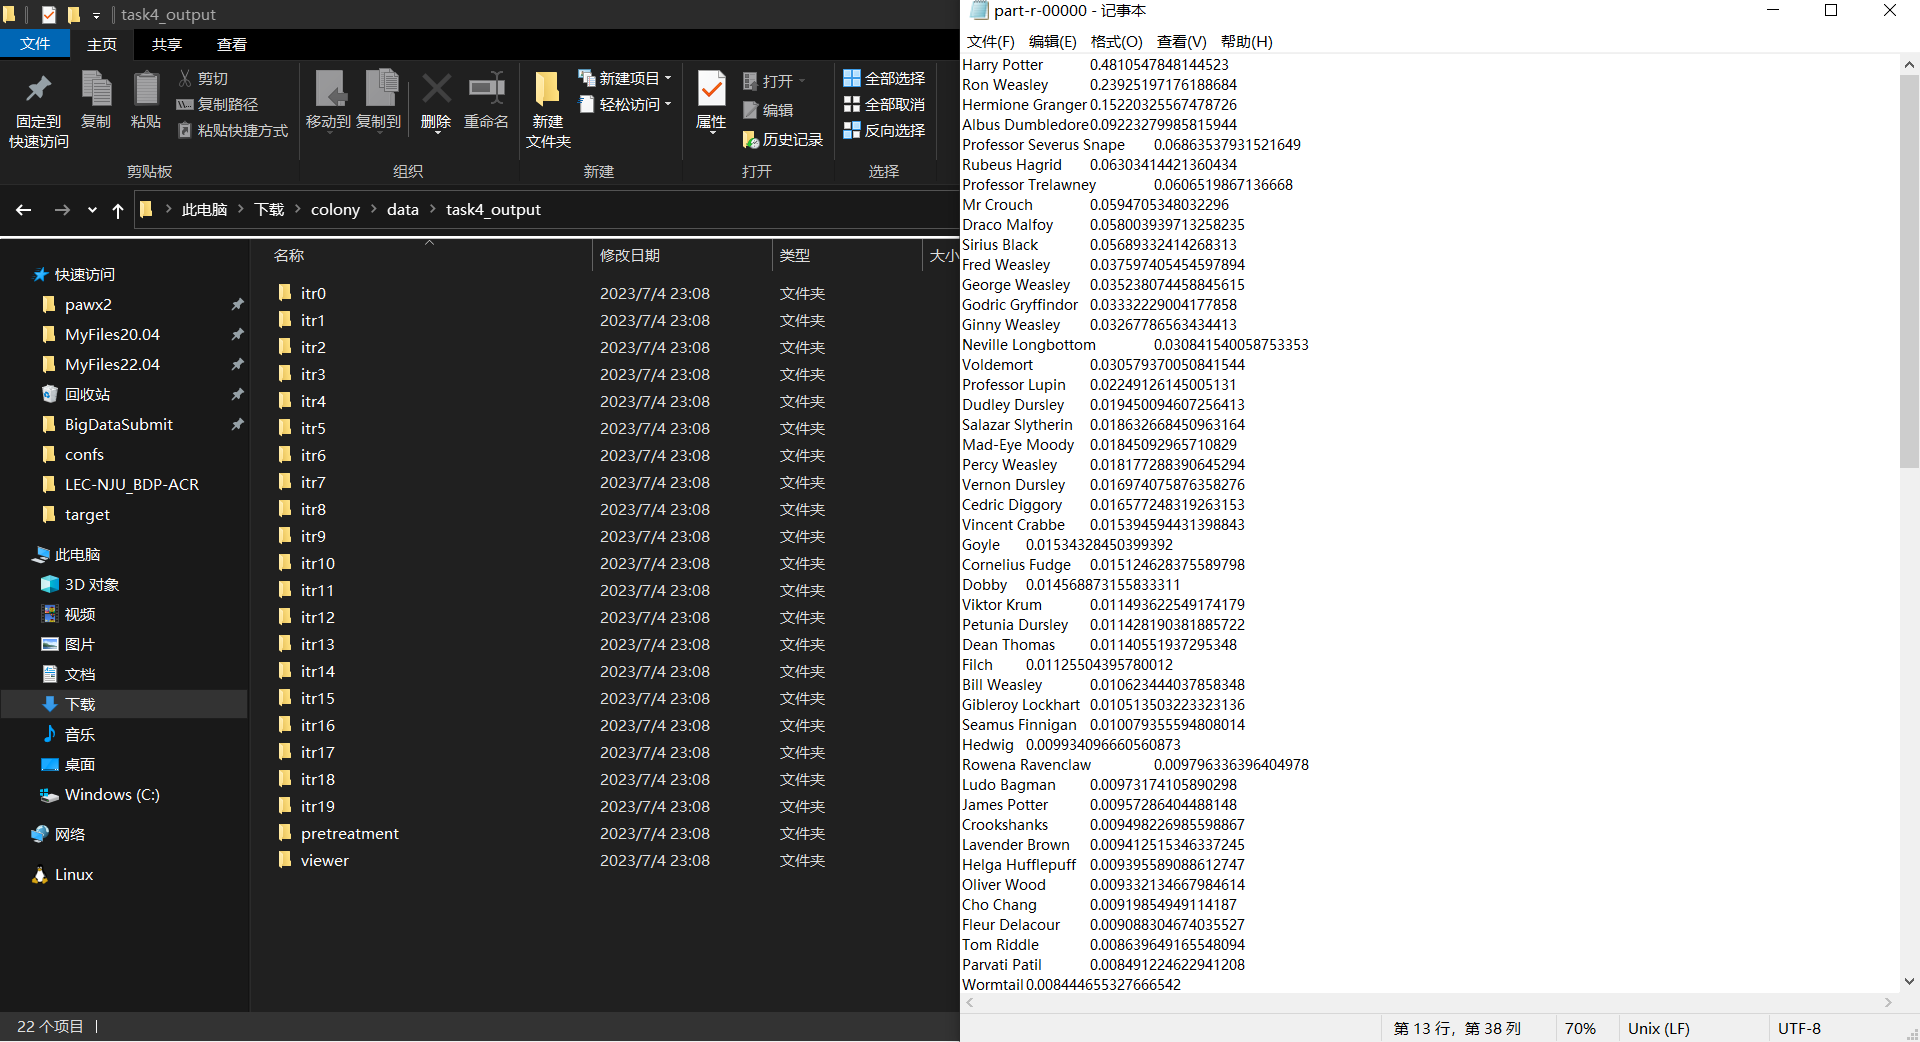 task4_output
文件 主页 共享 查看
固定到
快速访问
复制
粘贴
剪切
复制路径
粘贴快捷方式
剪贴板
移动到
复制到
删除
重命名
组织
新建
文件夹
新建项目
轻松访问
新建
属性
打开
编辑
历史记录
打开
全部选择
全部取消
反向选择
选择
此电脑 > 下载 > colony > data > task4_output
快速访问
pawx2
MyFiles20.04
MyFiles22.04
回收站
BigDataSubmit
confs
LEC-NJU_BDP-ACR
target
此电脑
3D 对象
视频
图片
文档
下载
音乐
桌面
Windows (C:)
网络
Linux
名称 修改日期 类型 大小
itr0 2023/7/4 23:08 文件夹
itr1 2023/7/4 23:08 文件夹
itr2 2023/7/4 23:08 文件夹
itr3 2023/7/4 23:08 文件夹
itr4 2023/7/4 23:08 文件夹
itr5 2023/7/4 23:08 文件夹
itr6 2023/7/4 23:08 文件夹
itr7 2023/7/4 23:08 文件夹
itr8 2023/7/4 23:08 文件夹
itr9 2023/7/4 23:08 文件夹
itr10 2023/7/4 23:08 文件夹
itr11 2023/7/4 23:08 文件夹
itr12 2023/7/4 23:08 文件夹
itr13 2023/7/4 23:08 文件夹
itr14 2023/7/4 23:08 文件夹
itr15 2023/7/4 23:08 文件夹
itr16 2023/7/4 23:08 文件夹
itr17 2023/7/4 23:08 文件夹
itr18 2023/7/4 23:08 文件夹
itr19 2023/7/4 23:08 文件夹
pretreatment 2023/7/4 23:08 文件夹
viewer 2023/7/4 23:08 文件夹
22 个项目
part-r-00000 - 记事本
文件(F) 编辑(E) 格式(O) 查看(V) 帮助(H)
Harry Potter 0.4810547848144523
Ron Weasley 0.23925197176188684
Hermione Granger 0.15220325567478726
Albus Dumbledore 0.09223279985815944
Professor Severus Snape 0.06863537931521649
Rubeus Hagrid 0.06303414421360434
Professor Trelawney 0.0606519867136668
Mr Crouch 0.0594705348032296
Draco Malfoy 0.058003939713258235
Sirius Black 0.05689332414268313
Fred Weasley 0.037597405454597894
George Weasley 0.035238074458845615
Godric Gryffindor 0.03332229004177858
Ginny Weasley 0.03267786563434413
Neville Longbottom 0.030841540058753353
Voldemort 0.030579370050841544
Professor Lupin 0.02249126145005131
Dudley Dursley 0.019450094607256413
Salazar Slytherin 0.018632668450963164
Mad-Eye Moody 0.01845092965710829
Percy Weasley 0.018177288390645294
Vernon Dursley 0.016974075876358276
Cedric Diggory 0.016577248319263153
Vincent Crabbe 0.015394594431398843
Goyle 0.01534328450399392
Cornelius Fudge 0.015124628375589798
Dobby 0.014568873155833311
Viktor Krum 0.011493622549174179
Petunia Dursley 0.011428190381885722
Dean Thomas 0.01140551937295348
Filch 0.01125504395780012
Bill Weasley 0.010623444037858348
Gibleroy Lockhart 0.010513503223323136
Seamus Finnigan 0.010079355594808014
Hedwig 0.009934096660560873
Rowena Ravenclaw 0.009796336396404978
Ludo Bagman 0.00973174105890298
James Potter 0.00957286404488148
Crookshanks 0.009498226985598867
Lavender Brown 0.009412515346337245
Helga Hufflepuff 0.009395589088612747
Oliver Wood 0.009332134667984614
Cho Chang 0.00919854949114187
Fleur Delacour 0.009088304674035527
Tom Riddle 0.008639649165548094
Parvati Patil 0.008491224622941208
Wormtail 0.008444655327666542
第 13 行，第 38 列 70% Unix (LF) UTF-8